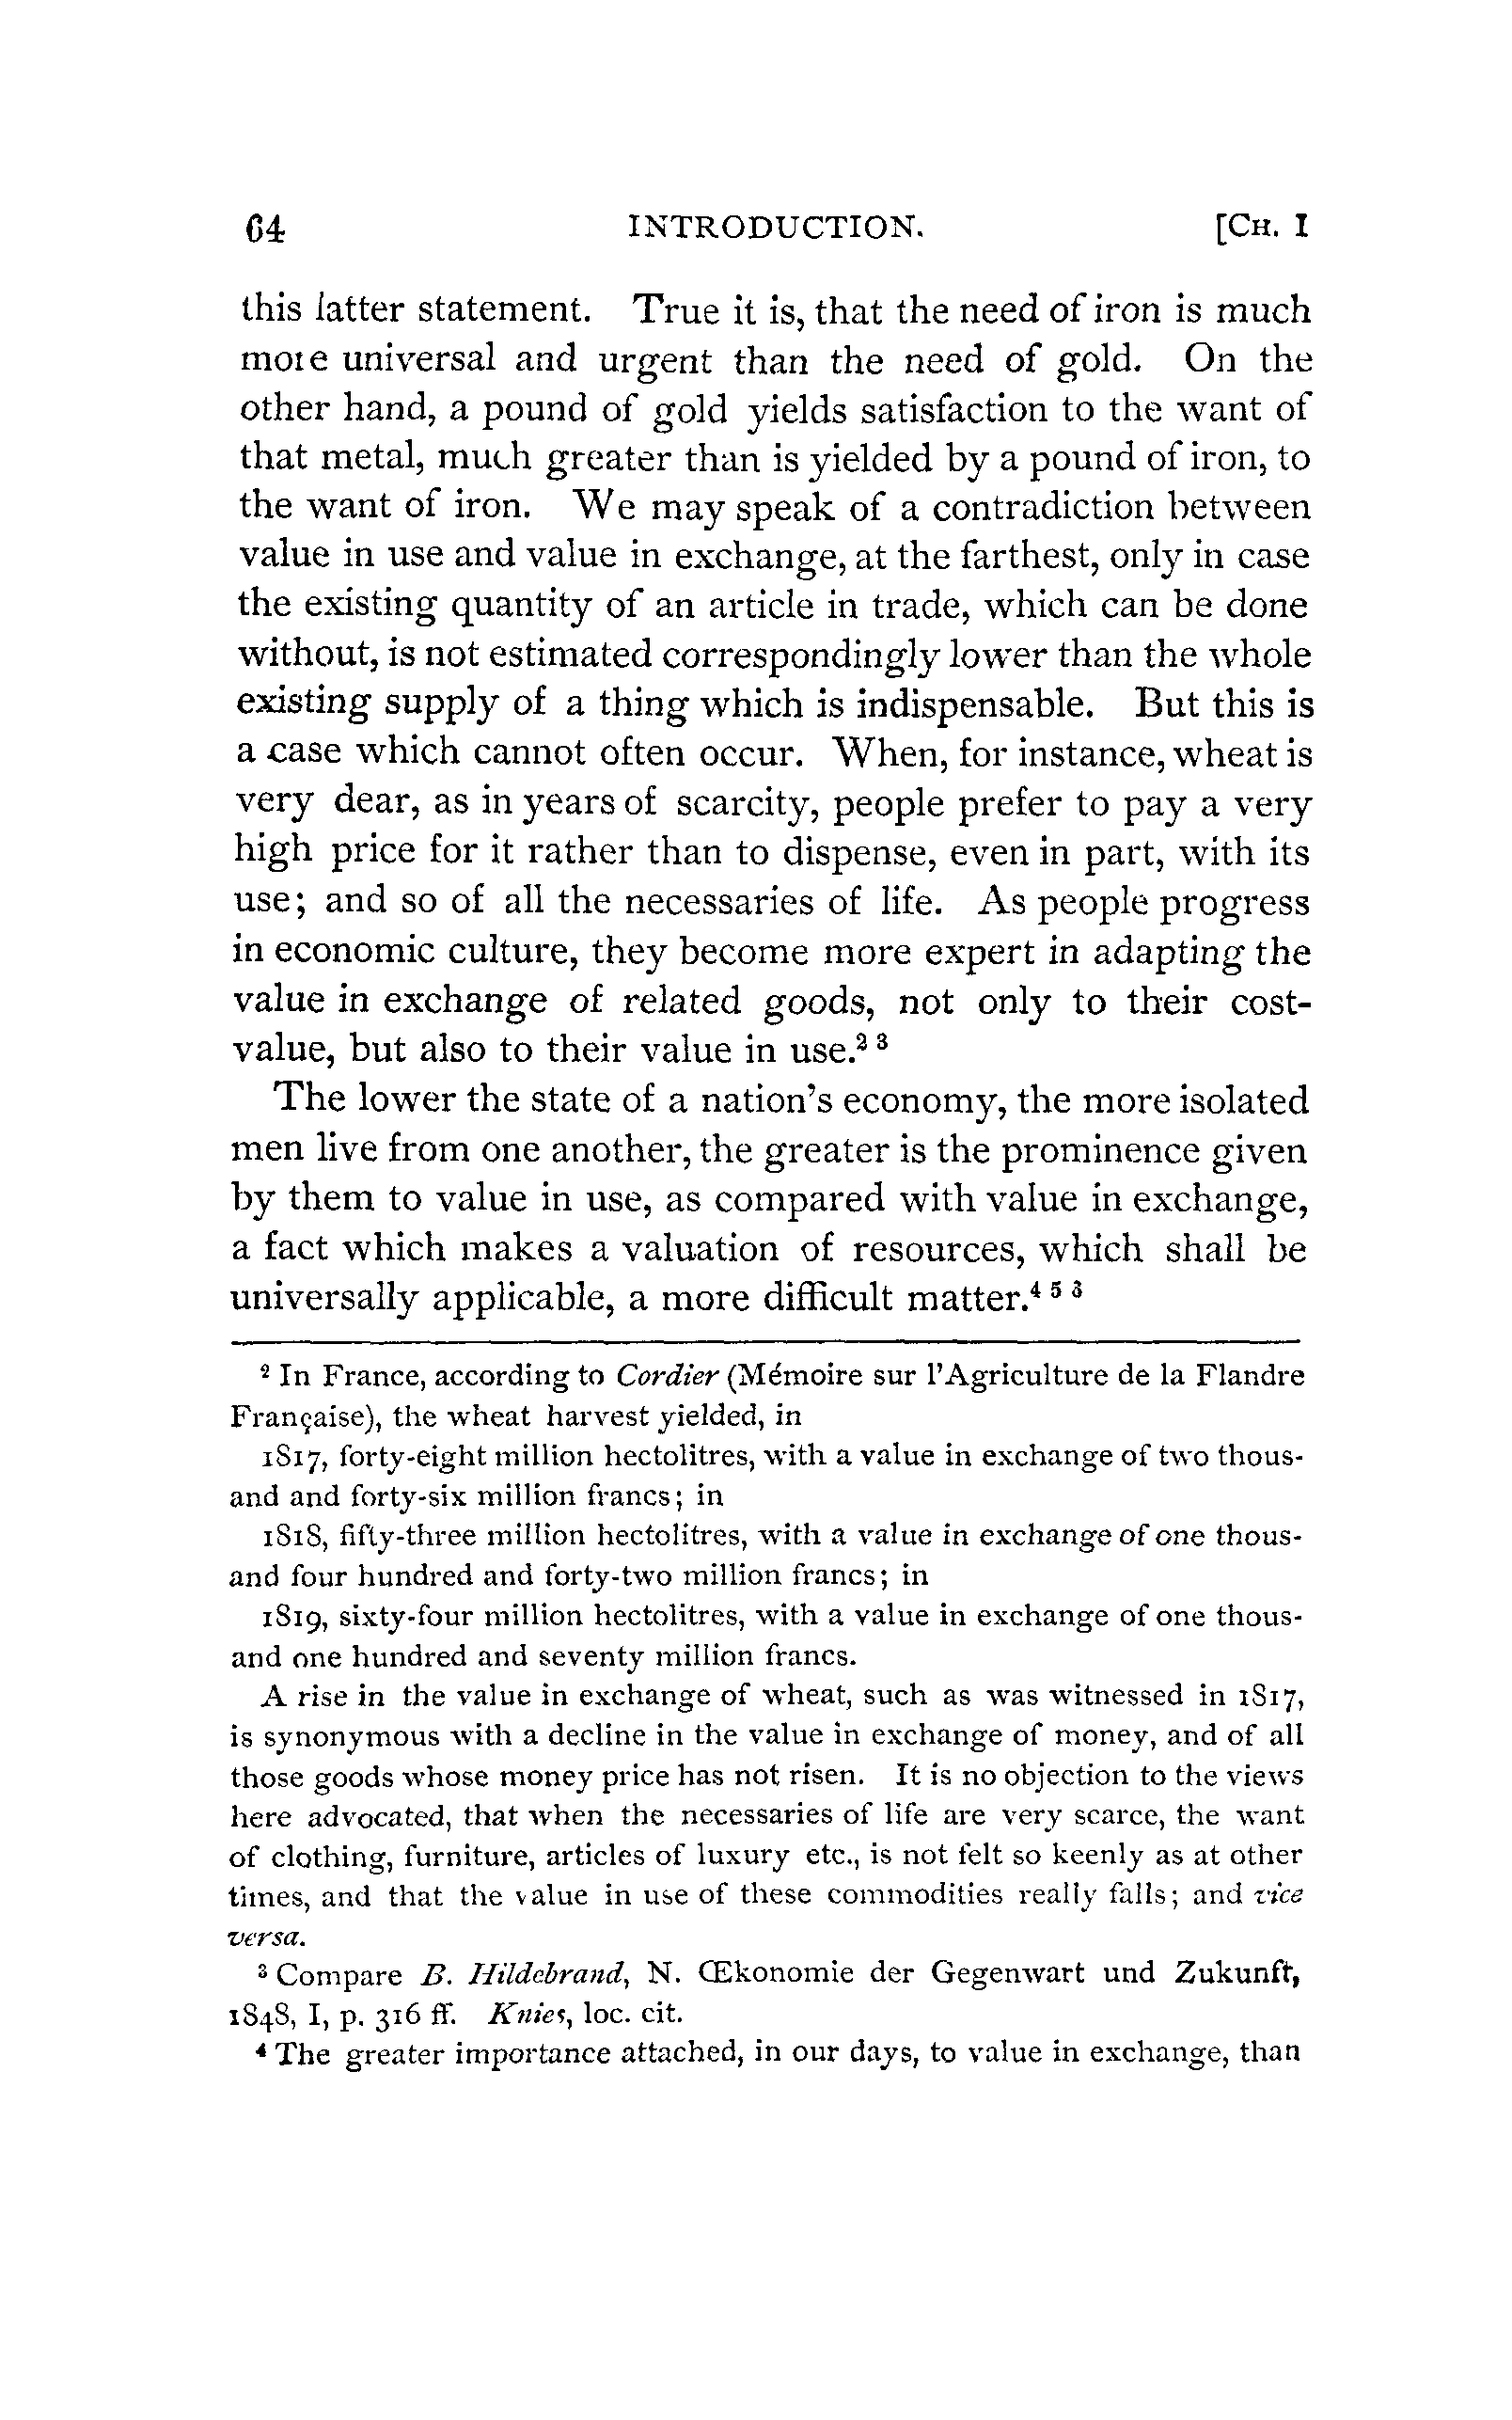 64 INTRODUCTION. [CH. I
this latter statement. True it is, that the need of iron is much
more universal and urgent than the need of gold. On the
other hand, a pound of gold yields satisfaction to the want of
that metal, much greater than is yielded by a pound of iron, to
the want of iron. We may speak of a contradiction between
value in use and value in exchange, at the farthest, only in case
the existing quantity of an article in trade, which can be done
without, is not estimated correspondingly lower than the whole
existing supply of a thing which is indispensable. But this is
a case which cannot often occur. When, for instance, wheat is
very dear, as in years of scarcity, people prefer to pay a very
high price for it rather than to dispense, even in part, with its
use; and so of all the necessaries of life. As people progress
in economic culture, they become more expert in adapting the
value in exchange of related goods, not only to their cost-
value, but also to their value in use.² ³
The lower the state of a nation's economy, the more isolated
men live from one another, the greater is the prominence given
by them to value in use, as compared with value in exchange,
a fact which makes a valuation of resources, which shall be
universally applicable, a more difficult matter.⁴ ⁵ ³
² In France, according to Cordier (Mémoire sur l'Agriculture de la Flandre
Française), the wheat harvest yielded, in
1817, forty-eight million hectolitres, with a value in exchange of two thous-
and and forty-six million francs; in
1818, fifty-three million hectolitres, with a value in exchange of one thous-
and four hundred and forty-two million francs; in
1819, sixty-four million hectolitres, with a value in exchange of one thous-
and one hundred and seventy million francs.
A rise in the value in exchange of wheat, such as was witnessed in 1817,
is synonymous with a decline in the value in exchange of money, and of all
those goods whose money price has not risen. It is no objection to the views
here advocated, that when the necessaries of life are very scarce, the want
of clothing, furniture, articles of luxury etc., is not felt so keenly as at other
times, and that the value in use of these commodities really falls; and vice
versa.
³ Compare B. Hildebrand, N. Œkonomie der Gegenwart und Zukunft,
1848, I, p. 316 ff. Knies, loc. cit.
⁴ The greater importance attached, in our days, to value in exchange, than